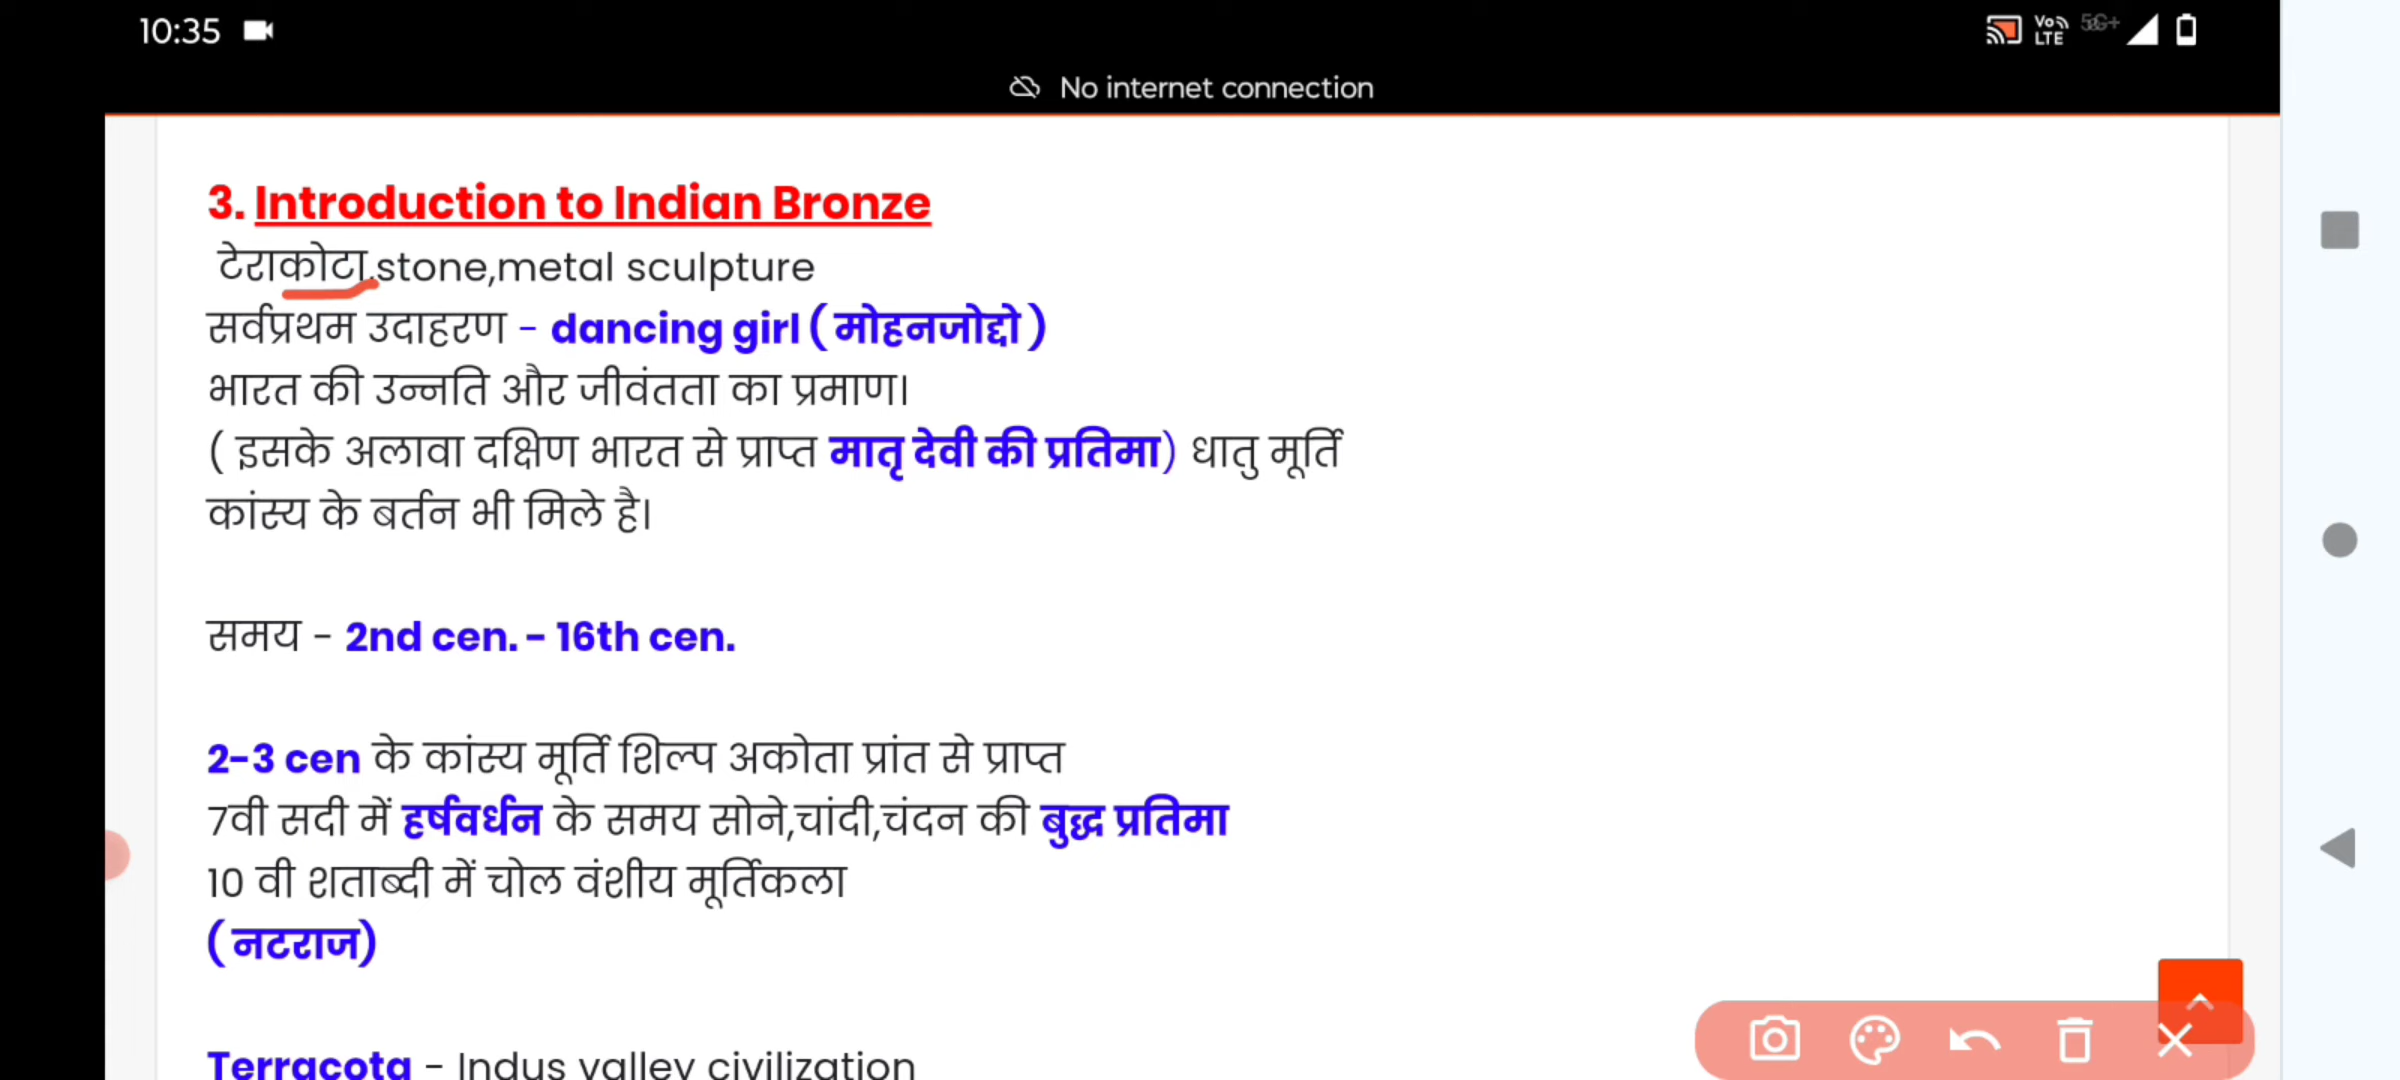 10:35
Vo LTE 5G+
No internet connection
3. Introduction to Indian Bronze
टेराकोटा,stone,metal sculpture
सर्वप्रथम उदाहरण - dancing girl ( मोहनजोद्दो )
भारत की उन्नति और जीवंतता का प्रमाण।
( इसके अलावा दक्षिण भारत से प्राप्त मातृ देवी की प्रतिमा) धातु मूर्ति
कांस्य के बर्तन भी मिले है।
समय - 2nd cen. - 16th cen.
2-3 cen के कांस्य मूर्ति शिल्प अकोता प्रांत से प्राप्त
7वी सदी में हर्षवर्धन के समय सोने,चांदी,चंदन की बुद्ध प्रतिमा
10 वी शताब्दी में चोल वंशीय मूर्तिकला
( नटराज)
Terracota - Indus valley civilization